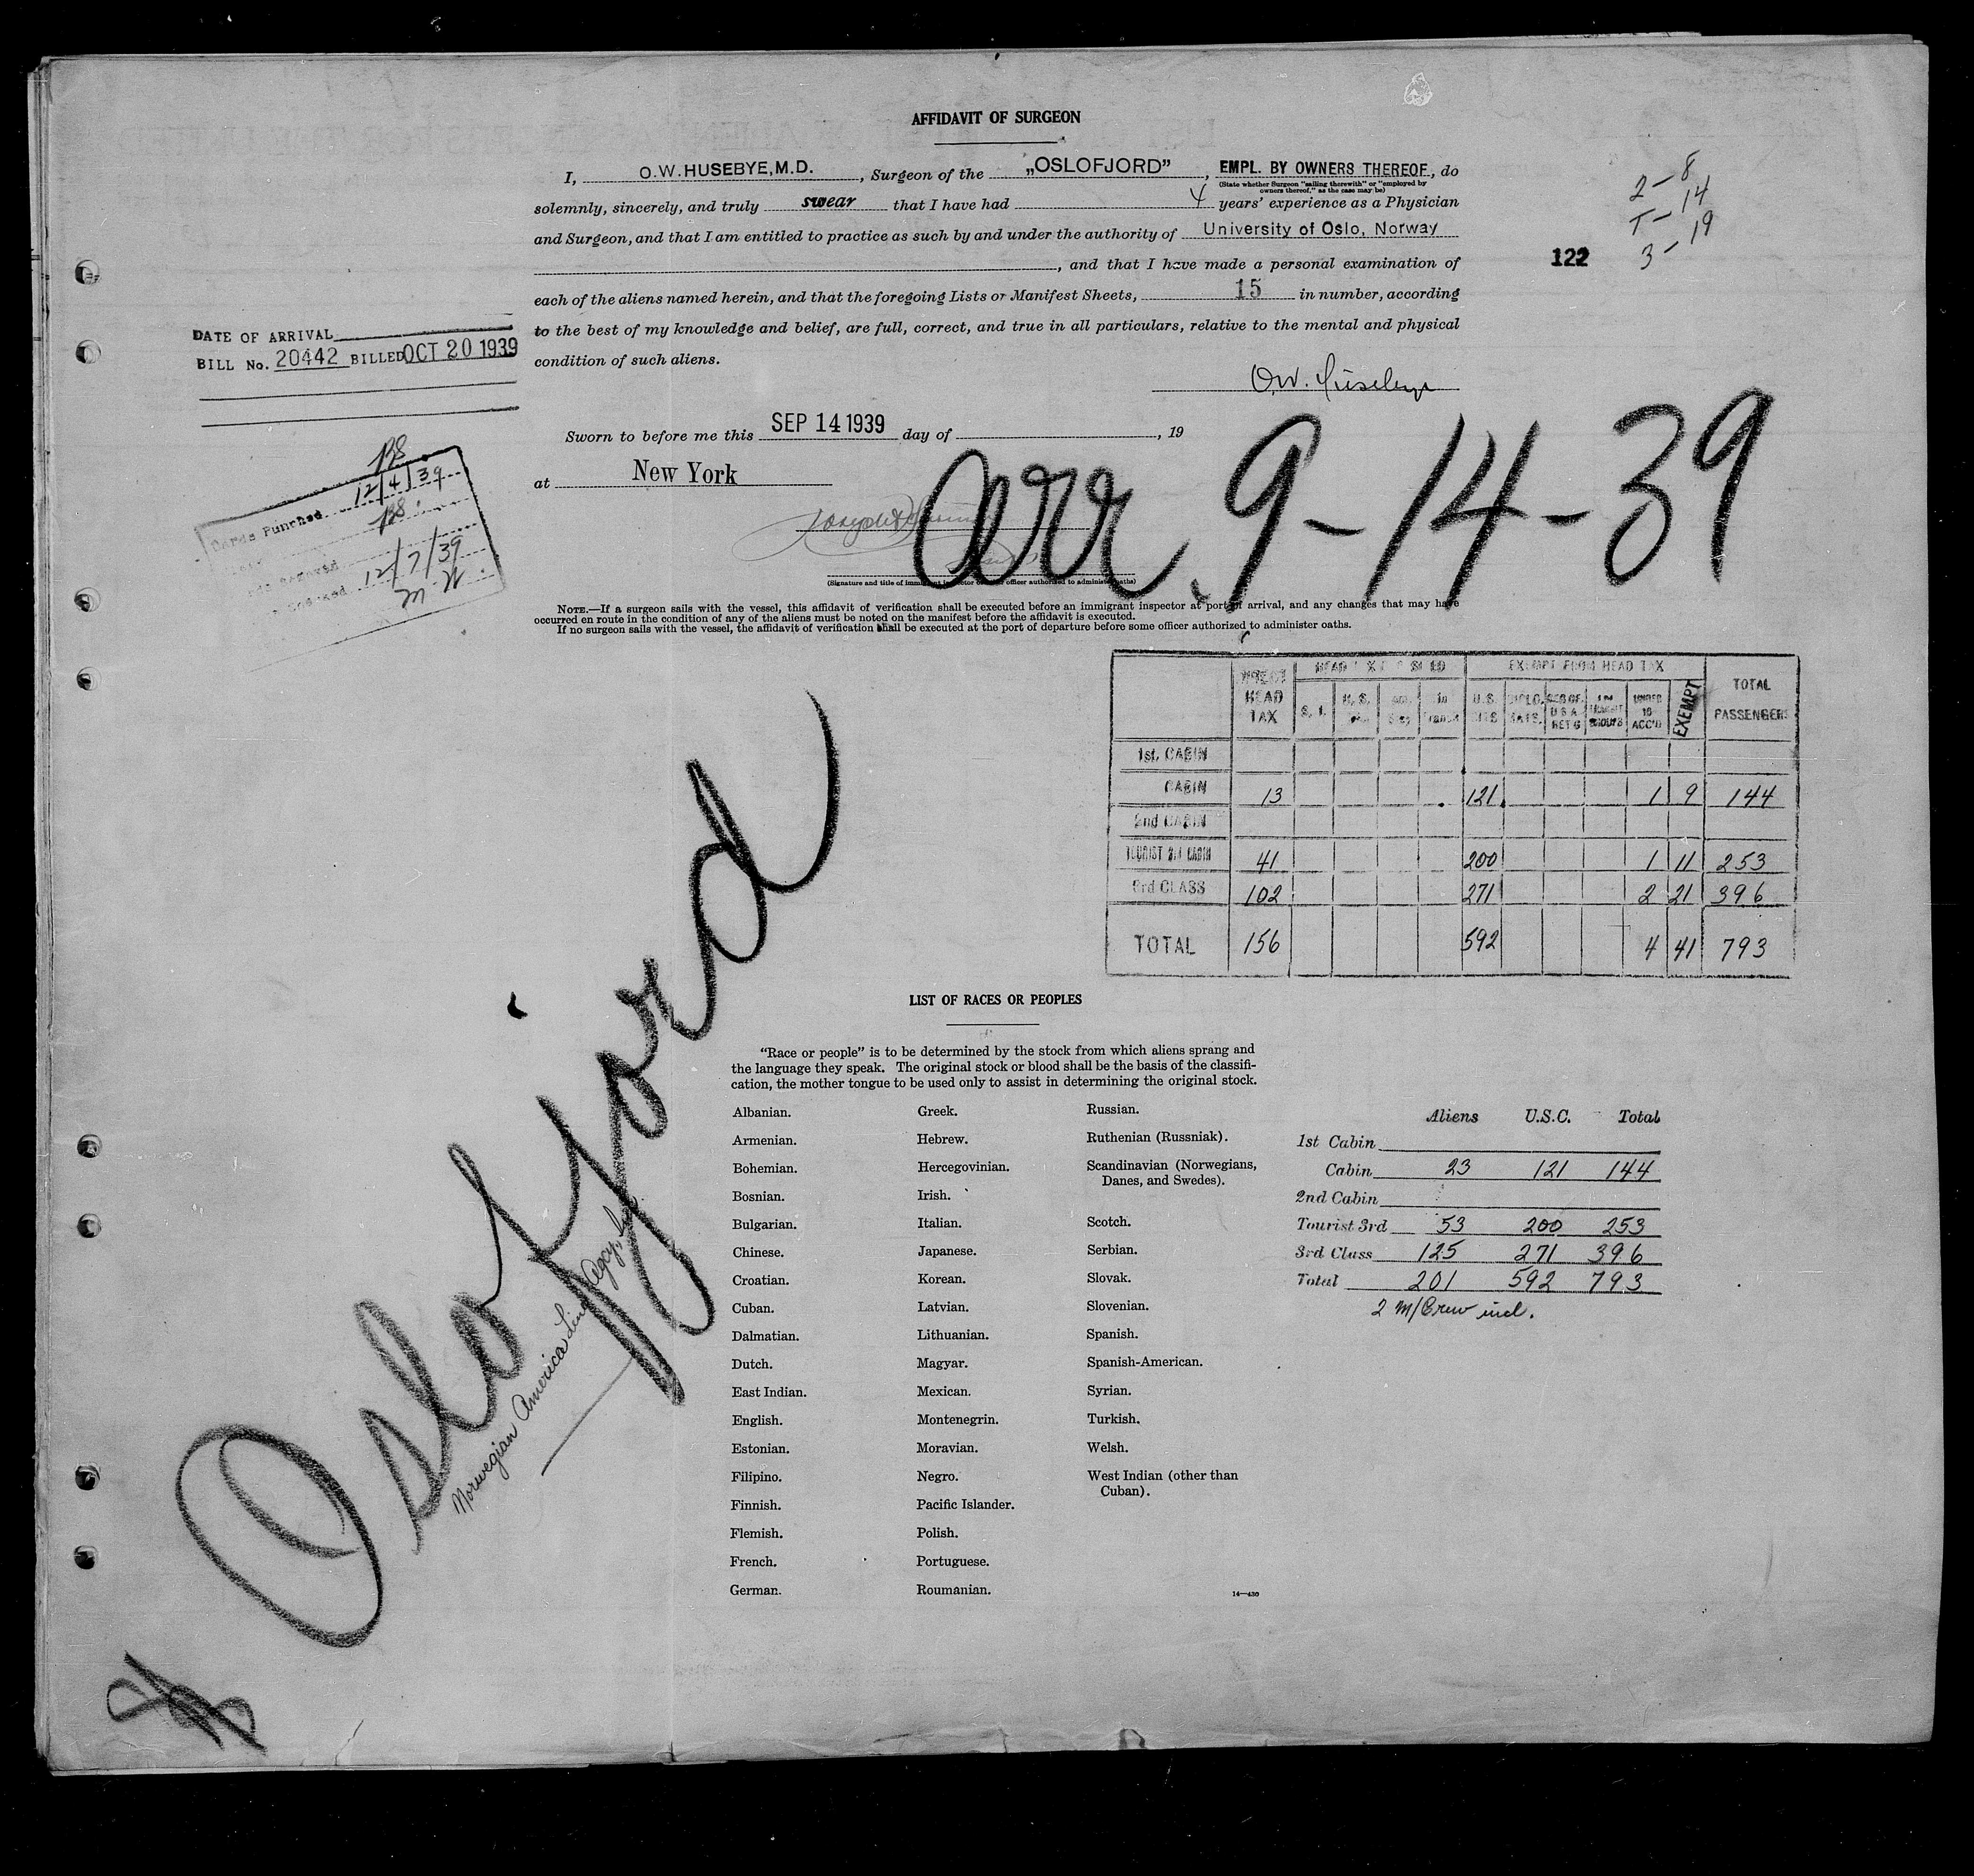 AFFIDAVIT OF SURGEON
I, O.W. HUSEBYE, M.D. , Surgeon of the „OSLOFJORD” , EMPL. BY OWNERS THEREOF , do
(State whether Surgeon "sailing therewith" or "employed by
owners thereof," as the case may be)
solemnly, sincerely, and truly swear that I have had 4 years' experience as a Physician
and Surgeon, and that I am entitled to practice as such by and under the authority of University of Oslo, Norway
, and that I have made a personal examination of
each of the aliens named herein, and that the foregoing Lists or Manifest Sheets, 15 in number, according
to the best of my knowledge and belief, are full, correct, and true in all particulars, relative to the mental and physical
condition of such aliens.
O.W. Husebye
2 - 8
T - 14
3 - 19
122
DATE OF ARRIVAL
BILL No. 20442 BILLED OCT 20 1939
Sworn to before me this SEP 14 1939 day of , 19
at New York
arr. 9-14-39
Cards Punched 12/4/39
12/7/39
(Signature and title of immigrant inspector or other officer authorized to administer oaths)
NOTE.—If a surgeon sails with the vessel, this affidavit of verification shall be executed before an immigrant inspector at port of arrival, and any changes that may have
occurred en route in the condition of any of the aliens must be noted on the manifest before the affidavit is executed.
If no surgeon sails with the vessel, the affidavit of verification shall be executed at the port of departure before some officer authorized to administer oaths.
HEAD TAX EXEMPT FROM HEAD TAX TOTAL PASSENGERS
S. I. In Transit U.S. CITS DIPLOMATS UNDER 16 ACC'D EXEMPT
1st. CABIN
CABIN 13 121 1 9 144
2nd CABIN
TOURIST 3rd CABIN 41 200 1 11 253
3rd CLASS 102 271 2 21 396
TOTAL 156 592 4 41 793
Oslofjord
Norwegian America Line Agcy,
LIST OF RACES OR PEOPLES
“Race or people” is to be determined by the stock from which aliens sprang and
the language they speak. The original stock or blood shall be the basis of the classifi-
cation, the mother tongue to be used only to assist in determining the original stock.
Albanian.
Armenian.
Bohemian.
Bosnian.
Bulgarian.
Chinese.
Croatian.
Cuban.
Dalmatian.
Dutch.
East Indian.
English.
Estonian.
Filipino.
Finnish.
Flemish.
French.
German.
Greek.
Hebrew.
Hercegovinian.
Irish.
Italian.
Japanese.
Korean.
Latvian.
Lithuanian.
Magyar.
Mexican.
Montenegrin.
Moravian.
Negro.
Pacific Islander.
Polish.
Portuguese.
Roumanian.
Russian.
Ruthenian (Russniak).
Scandinavian (Norwegians,
Danes, and Swedes).
Scotch.
Serbian.
Slovak.
Slovenian.
Spanish.
Spanish-American.
Syrian.
Turkish.
Welsh.
West Indian (other than
Cuban).
14—430
Aliens U.S.C. Total
1st Cabin
Cabin 23 121 144
2nd Cabin
Tourist 3rd 53 200 253
3rd Class 125 271 396
Total 201 592 793
2 M/Crew incl.